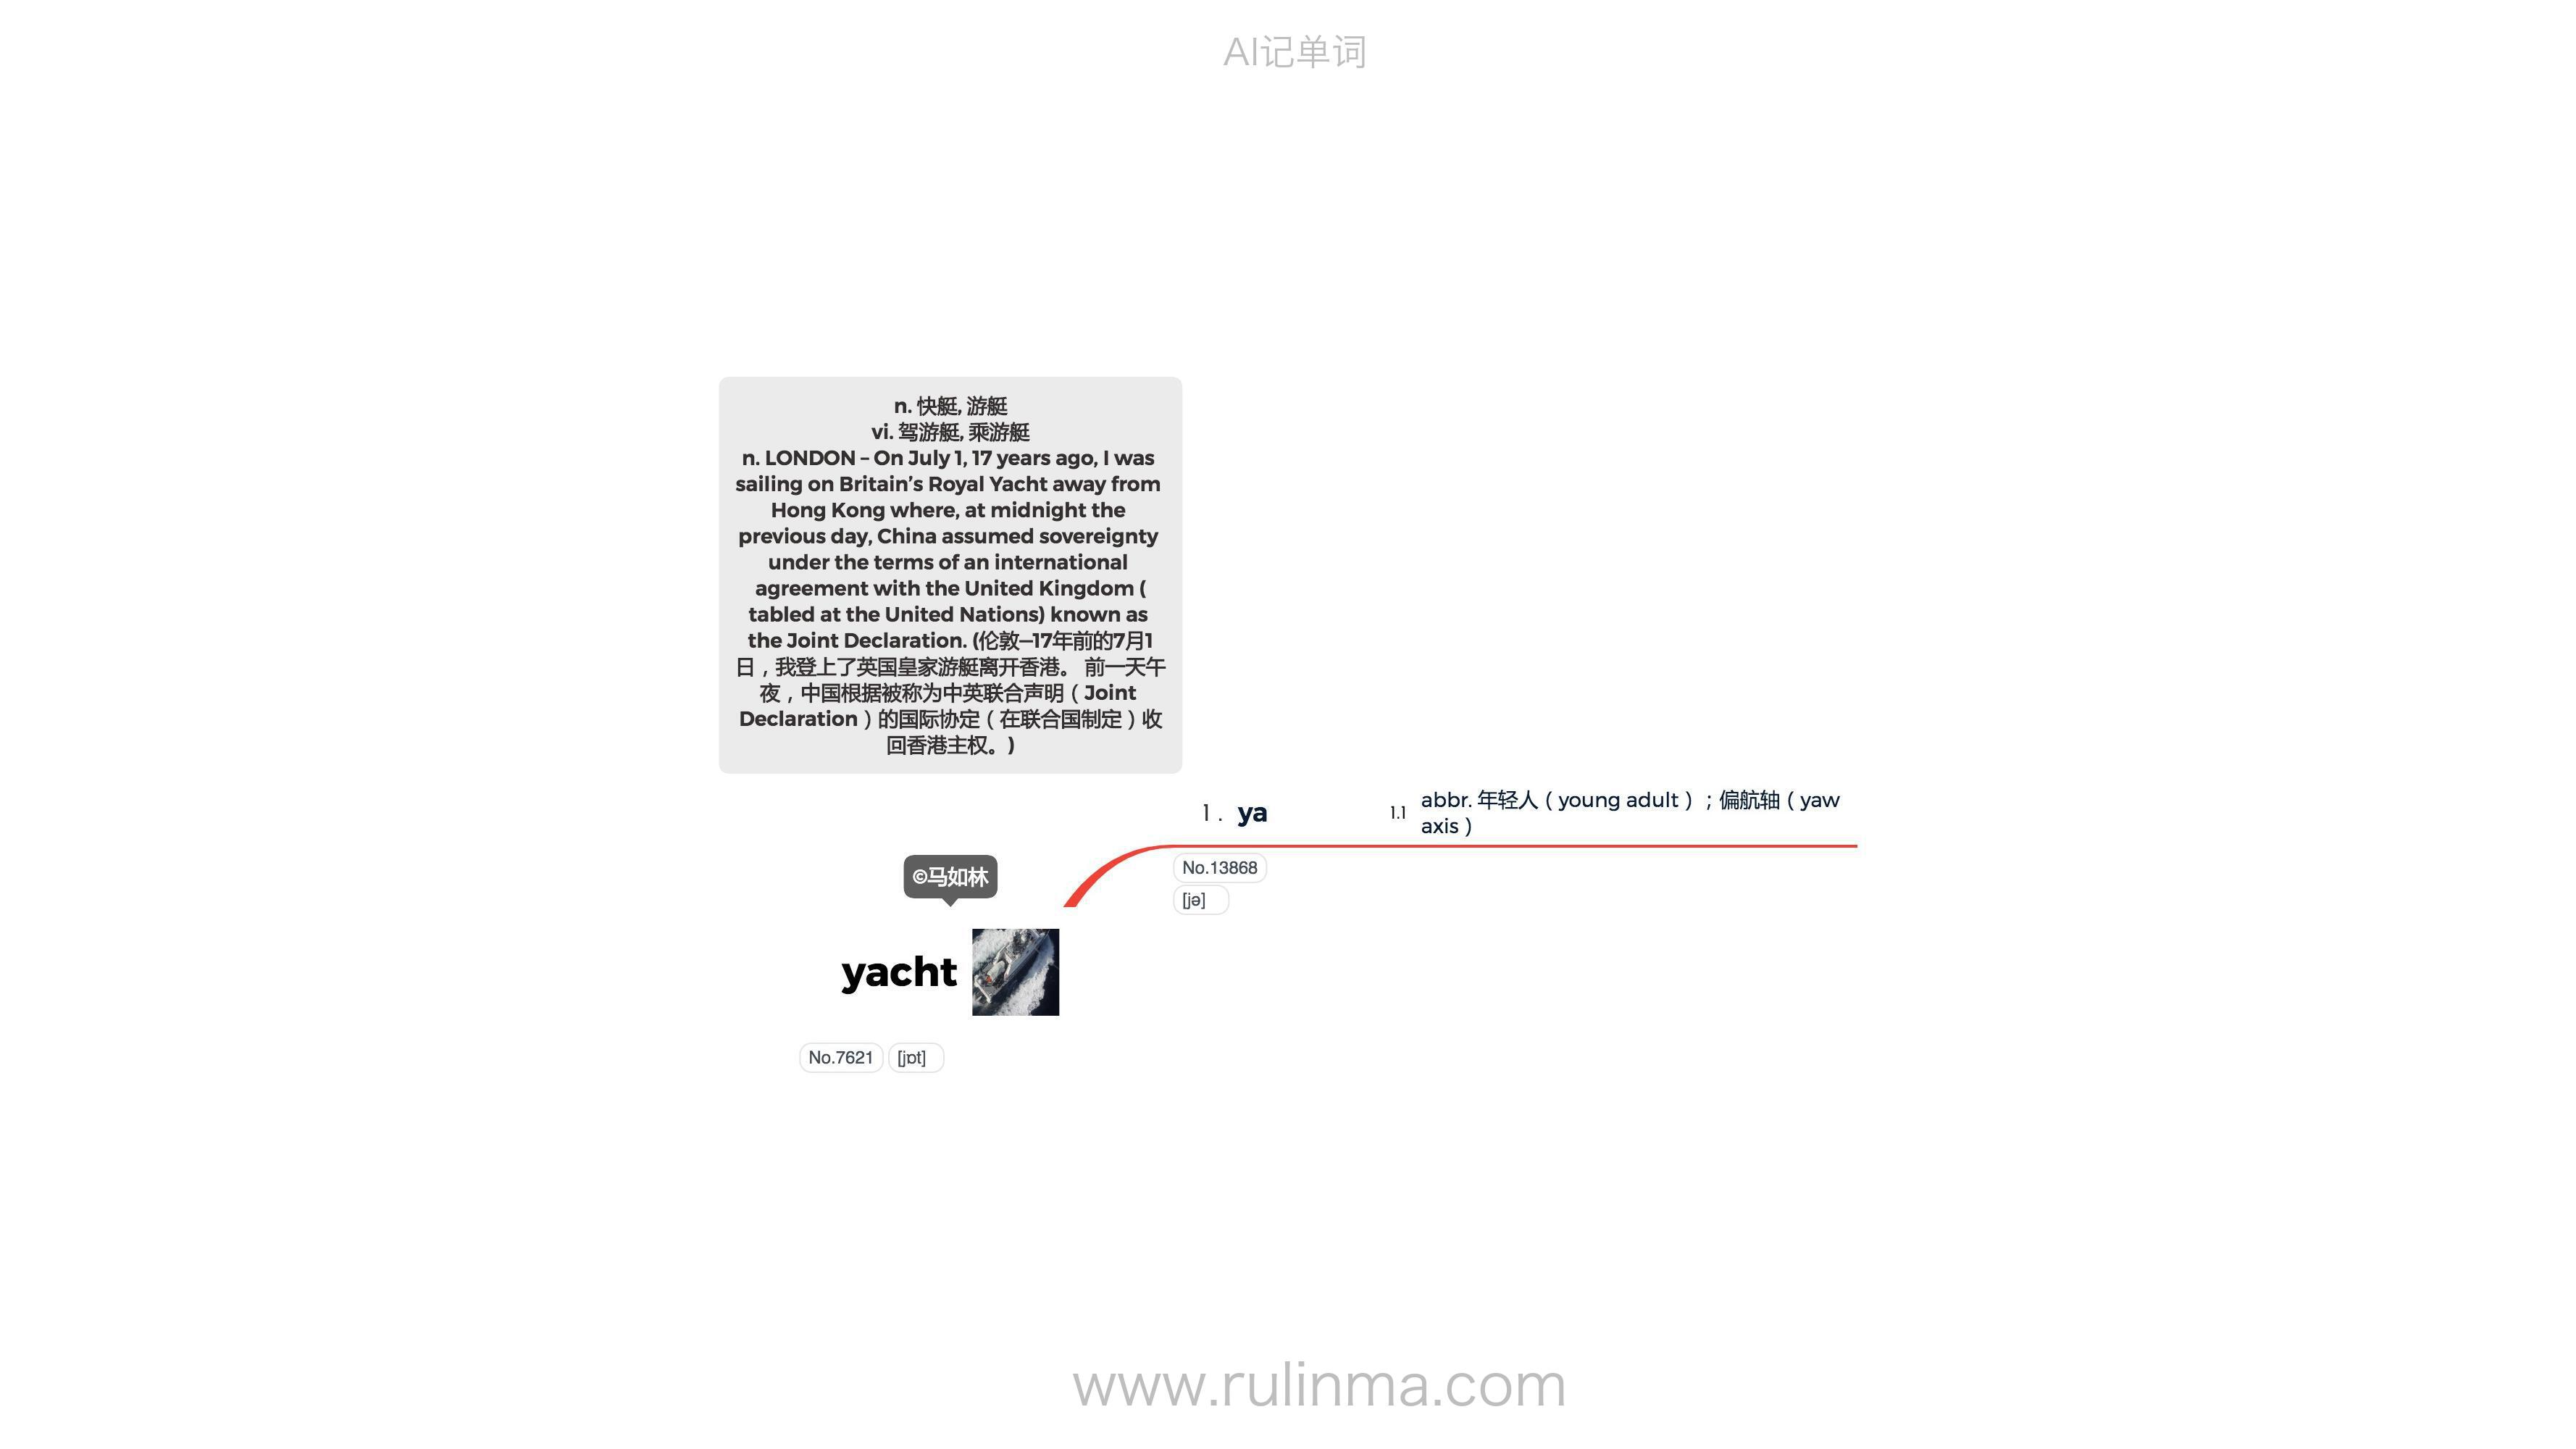 AI记单词
n. 快艇, 游艇
vi. 驾游艇, 乘游艇
n. LONDON – On July 1, 17 years ago, I was
sailing on Britain’s Royal Yacht away from
Hong Kong where, at midnight the
previous day, China assumed sovereignty
under the terms of an international
agreement with the United Kingdom (
tabled at the United Nations) known as
the Joint Declaration. (伦敦—17年前的7月1
日，我登上了英国皇家游艇离开香港。 前一天午
夜，中国根据被称为中英联合声明（Joint
Declaration）的国际协定（在联合国制定）收
回香港主权。)
1. ya
1.1 abbr. 年轻人（young adult）；偏航轴（yaw
axis）
No.13868
[jə]
©马如林
yacht
No.7621 [jɒt]
www.rulinma.com